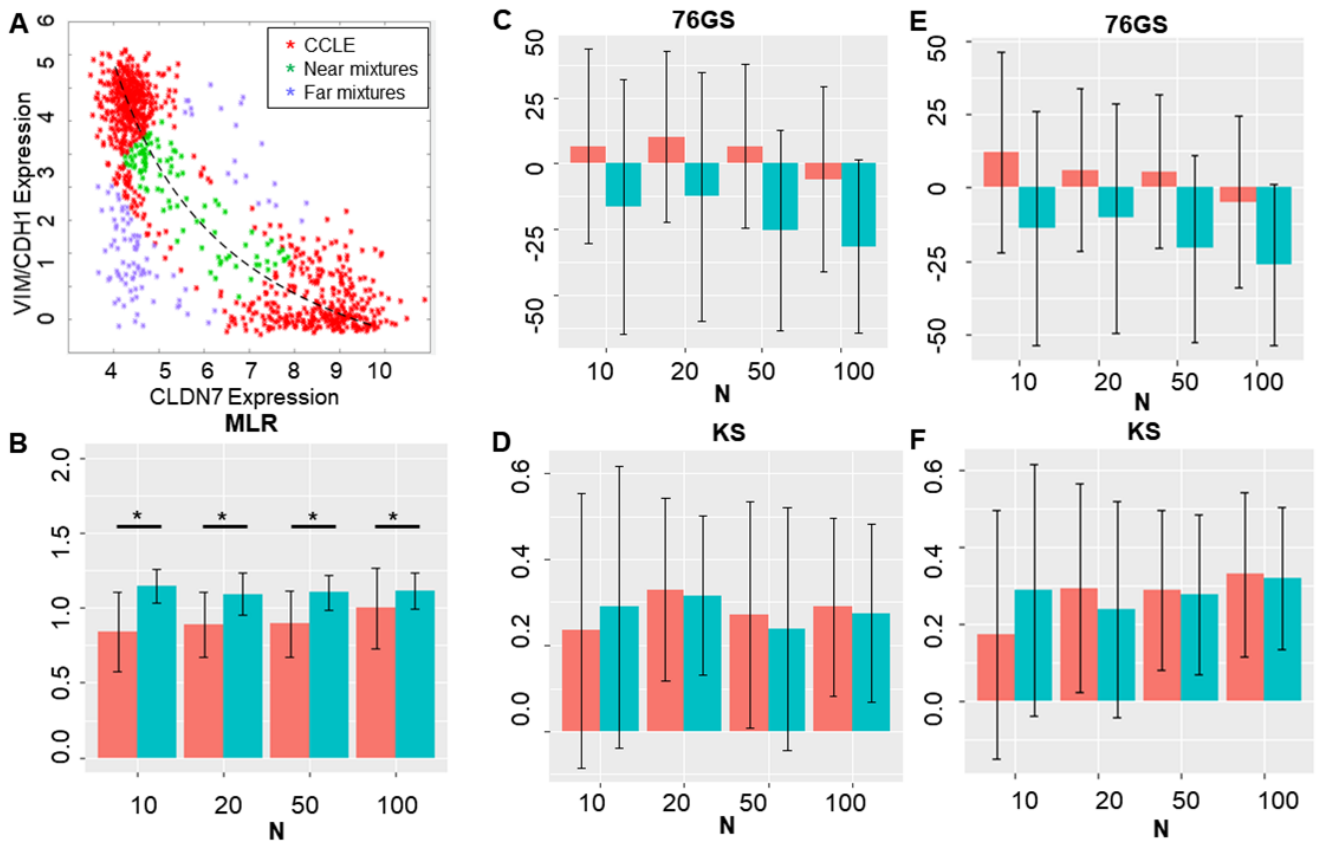 A
6
5
4
3
2
1
0
VIM/CDH1 Expression
* CCLE
* Near mixtures
* Far mixtures
4 5 6 7 8 9 10
CLDN7 Expression
B
MLR
2.0
1.5
1.0
0.5
0.0
* * * *
10 20 50 100
N
C
76GS
50
25
0
-25
-50
10 20 50 100
N
D
KS
0.6
0.4
0.2
0.0
10 20 50 100
N
E
76GS
50
25
0
-25
-50
10 20 50 100
N
F
KS
0.6
0.4
0.2
0.0
10 20 50 100
N